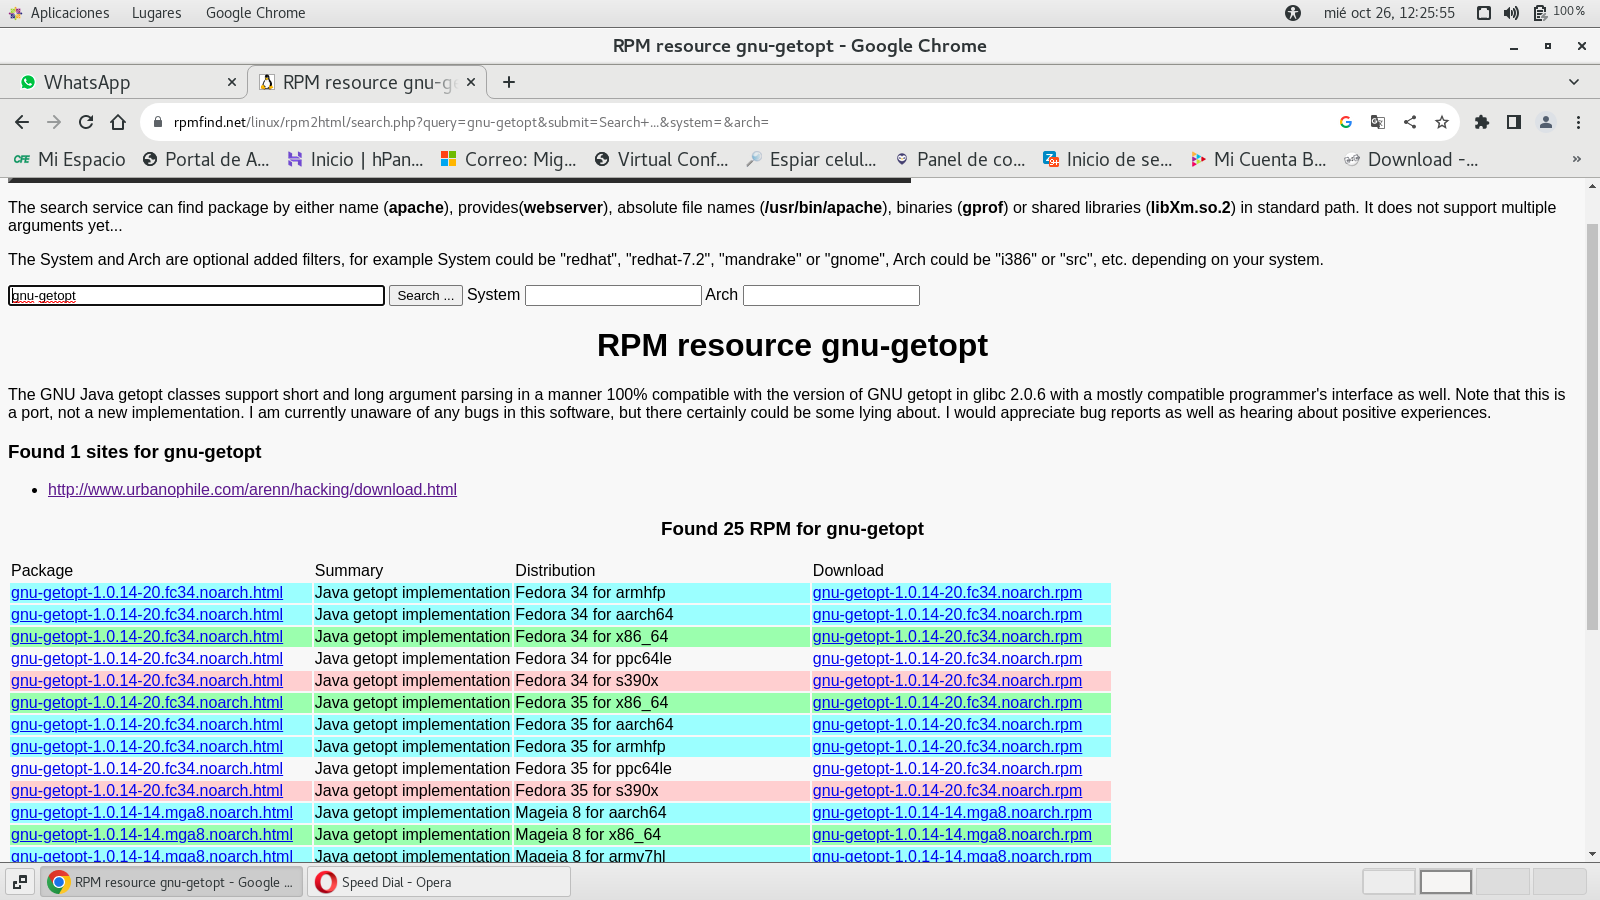 Aplicaciones Lugares Google Chrome mié oct 26, 12:25:55 100%
RPM resource gnu-getopt - Google Chrome
WhatsApp RPM resource gnu-ge
rpmfind.net/linux/rpm2html/search.php?query=gnu-getopt&submit=Search+...&system=&arch=
Mi Espacio Portal de A... Inicio | hPan... Correo: Mig... Virtual Conf... Espiar celul... Panel de co... Inicio de se... Mi Cuenta B... Download -... »
The search service can find package by either name (apache), provides(webserver), absolute file names (/usr/bin/apache), binaries (gprof) or shared libraries (libXm.so.2) in standard path. It does not support multiple
arguments yet...
The System and Arch are optional added filters, for example System could be "redhat", "redhat-7.2", "mandrake" or "gnome", Arch could be "i386" or "src", etc. depending on your system.
gnu-getopt Search ... System Arch
RPM resource gnu-getopt
The GNU Java getopt classes support short and long argument parsing in a manner 100% compatible with the version of GNU getopt in glibc 2.0.6 with a mostly compatible programmer's interface as well. Note that this is
a port, not a new implementation. I am currently unaware of any bugs in this software, but there certainly could be some lying about. I would appreciate bug reports as well as hearing about positive experiences.
Found 1 sites for gnu-getopt
• http://www.urbanophile.com/arenn/hacking/download.html
Found 25 RPM for gnu-getopt
Package Summary Distribution Download
gnu-getopt-1.0.14-20.fc34.noarch.html Java getopt implementation Fedora 34 for armhfp gnu-getopt-1.0.14-20.fc34.noarch.rpm
gnu-getopt-1.0.14-20.fc34.noarch.html Java getopt implementation Fedora 34 for aarch64 gnu-getopt-1.0.14-20.fc34.noarch.rpm
gnu-getopt-1.0.14-20.fc34.noarch.html Java getopt implementation Fedora 34 for x86_64 gnu-getopt-1.0.14-20.fc34.noarch.rpm
gnu-getopt-1.0.14-20.fc34.noarch.html Java getopt implementation Fedora 34 for ppc64le gnu-getopt-1.0.14-20.fc34.noarch.rpm
gnu-getopt-1.0.14-20.fc34.noarch.html Java getopt implementation Fedora 34 for s390x gnu-getopt-1.0.14-20.fc34.noarch.rpm
gnu-getopt-1.0.14-20.fc34.noarch.html Java getopt implementation Fedora 35 for x86_64 gnu-getopt-1.0.14-20.fc34.noarch.rpm
gnu-getopt-1.0.14-20.fc34.noarch.html Java getopt implementation Fedora 35 for aarch64 gnu-getopt-1.0.14-20.fc34.noarch.rpm
gnu-getopt-1.0.14-20.fc34.noarch.html Java getopt implementation Fedora 35 for armhfp gnu-getopt-1.0.14-20.fc34.noarch.rpm
gnu-getopt-1.0.14-20.fc34.noarch.html Java getopt implementation Fedora 35 for ppc64le gnu-getopt-1.0.14-20.fc34.noarch.rpm
gnu-getopt-1.0.14-20.fc34.noarch.html Java getopt implementation Fedora 35 for s390x gnu-getopt-1.0.14-20.fc34.noarch.rpm
gnu-getopt-1.0.14-14.mga8.noarch.html Java getopt implementation Mageia 8 for aarch64 gnu-getopt-1.0.14-14.mga8.noarch.rpm
gnu-getopt-1.0.14-14.mga8.noarch.html Java getopt implementation Mageia 8 for x86_64 gnu-getopt-1.0.14-14.mga8.noarch.rpm
gnu-getopt-1.0.14-14.mga8.noarch.html Java getopt implementation Mageia 8 for armv7hl gnu-getopt-1.0.14-14.mga8.noarch.rpm
RPM resource gnu-getopt - Google ... Speed Dial - Opera